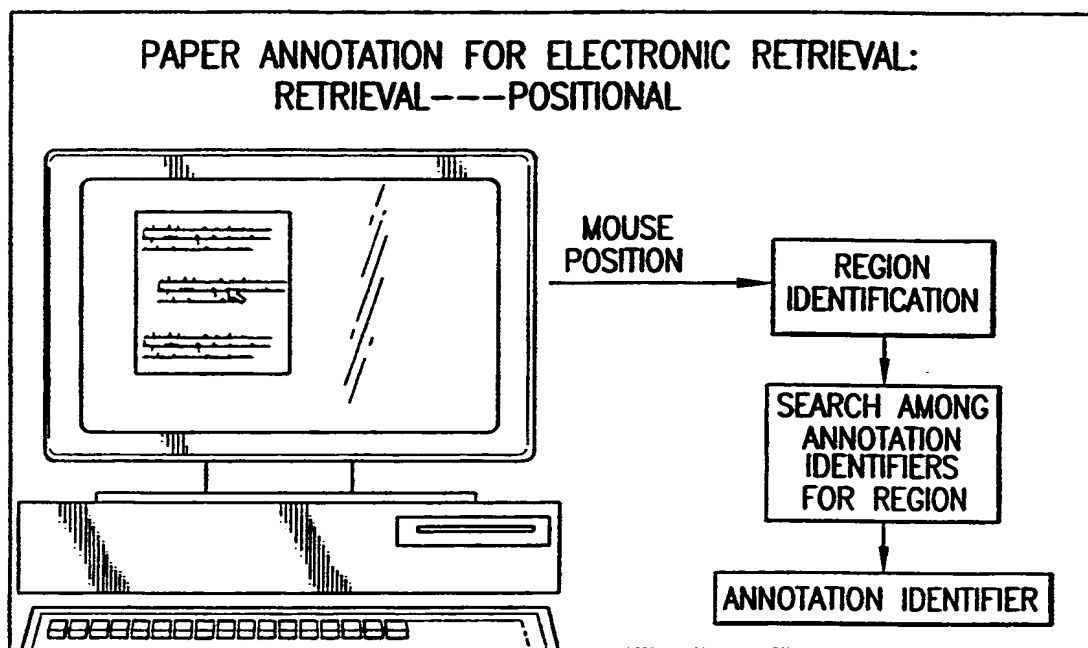 PAPER ANNOTATION FOR ELECTRONIC RETRIEVAL:
RETRIEVAL---POSITIONAL
MOUSE
POSITION
REGION
IDENTIFICATION
SEARCH AMONG
ANNOTATION
IDENTIFIERS
FOR REGION
ANNOTATION IDENTIFIER